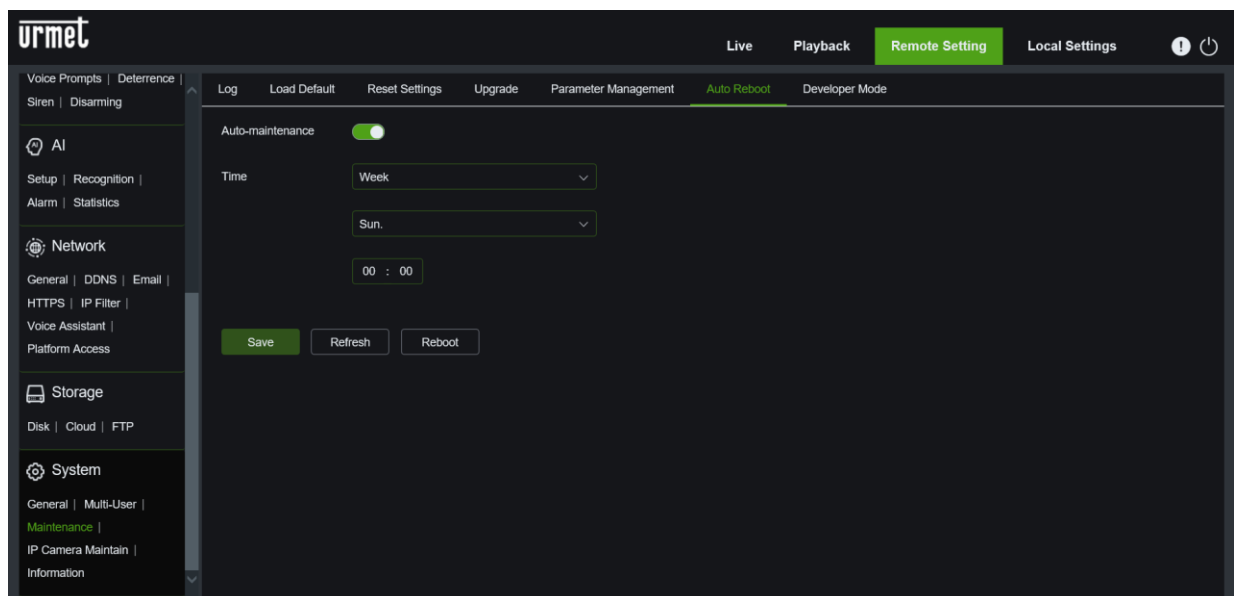 urmet
Live Playback Remote Setting Local Settings
Voice Prompts | Deterrence |
Siren | Disarming
AI
Setup | Recognition |
Alarm | Statistics
Network
General | DDNS | Email |
HTTPS | IP Filter |
Voice Assistant |
Platform Access
Storage
Disk | Cloud | FTP
System
General | Multi-User |
Maintenance |
IP Camera Maintain |
Information
Log Load Default Reset Settings Upgrade Parameter Management Auto Reboot Developer Mode
Auto-maintenance
Time Week
Sun.
00 : 00
Save Refresh Reboot